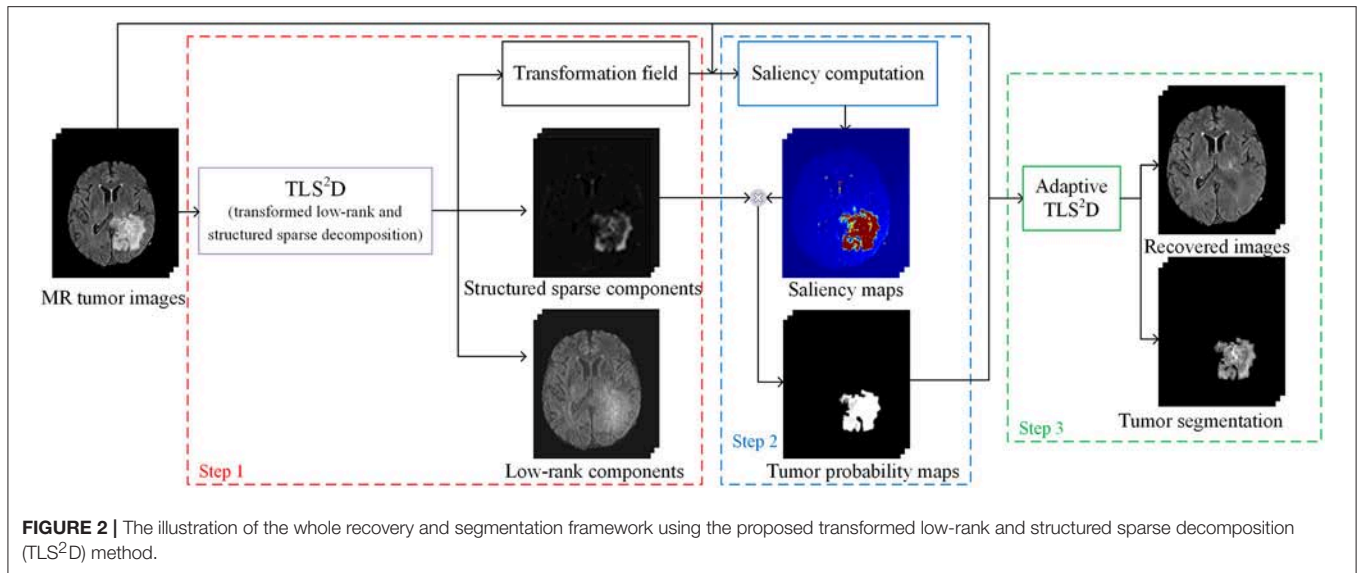 Transformation field
Saliency computation
TLS²D
(transformed low-rank and
structured sparse decomposition)
Adaptive
TLS²D
MR tumor images
Structured sparse components
Saliency maps
Recovered images
Step 1
Low-rank components
Step 2
Tumor probability maps
Step 3
Tumor segmentation
FIGURE 2 | The illustration of the whole recovery and segmentation framework using the proposed transformed low-rank and structured sparse decomposition
(TLS²D) method.